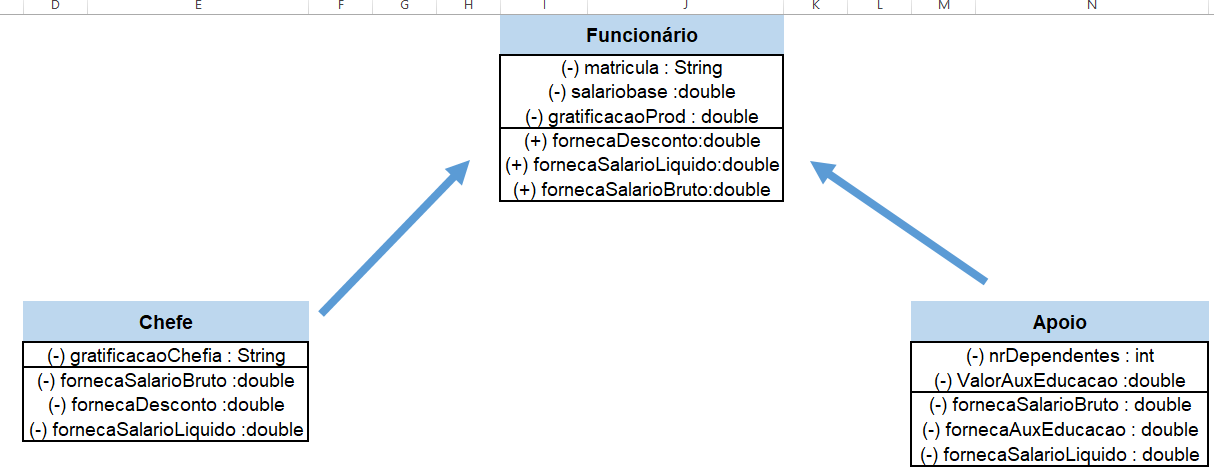 D E F G H I J K L M N
Funcionário
(-) matricula : String
(-) salariobase :double
(-) gratificacaoProd : double
(+) fornecaDesconto:double
(+) fornecaSalarioLiquido:double
(+) fornecaSalarioBruto:double
Chefe
(-) gratificacaoChefia : String
(-) fornecaSalarioBruto :double
(-) fornecaDesconto :double
(-) fornecaSalarioLiquido :double
Apoio
(-) nrDependentes : int
(-) ValorAuxEducacao :double
(-) fornecaSalarioBruto : double
(-) fornecaAuxEducacao : double
(-) fornecaSalarioLiquido : double